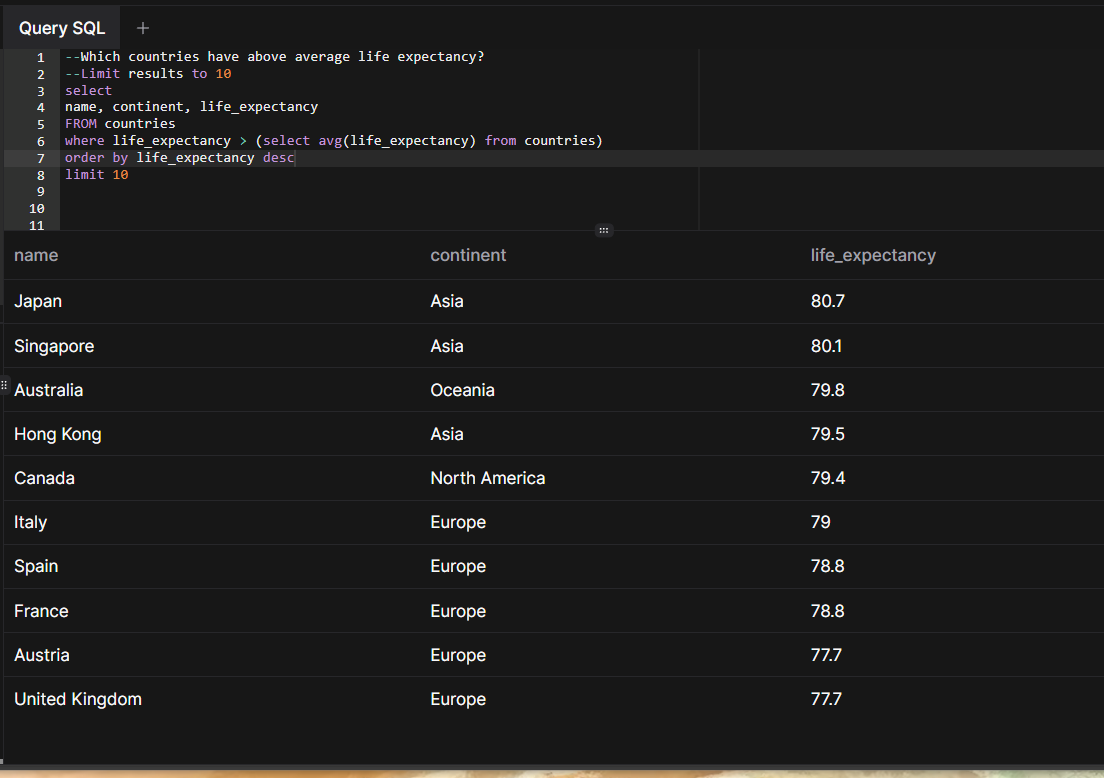 Query SQL +
1 --Which countries have above average life expectancy?
2 --Limit results to 10
3 select
4 name, continent, life_expectancy
5 FROM countries
6 where life_expectancy > (select avg(life_expectancy) from countries)
7 order by life_expectancy desc
8 limit 10
9
10
11
name continent life_expectancy
Japan Asia 80.7
Singapore Asia 80.1
Australia Oceania 79.8
Hong Kong Asia 79.5
Canada North America 79.4
Italy Europe 79
Spain Europe 78.8
France Europe 78.8
Austria Europe 77.7
United Kingdom Europe 77.7